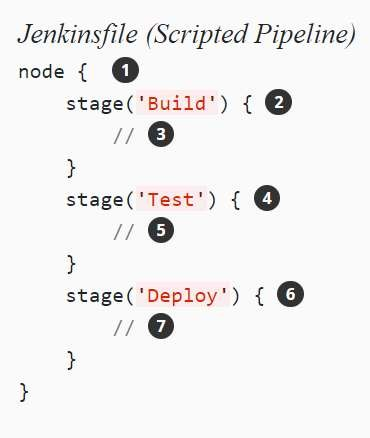 Jenkinsfile (Scripted Pipeline)
node { 1
    stage('Build') { 2
        // 3
    }
    stage('Test') { 4
        // 5
    }
    stage('Deploy') { 6
        // 7
    }
}